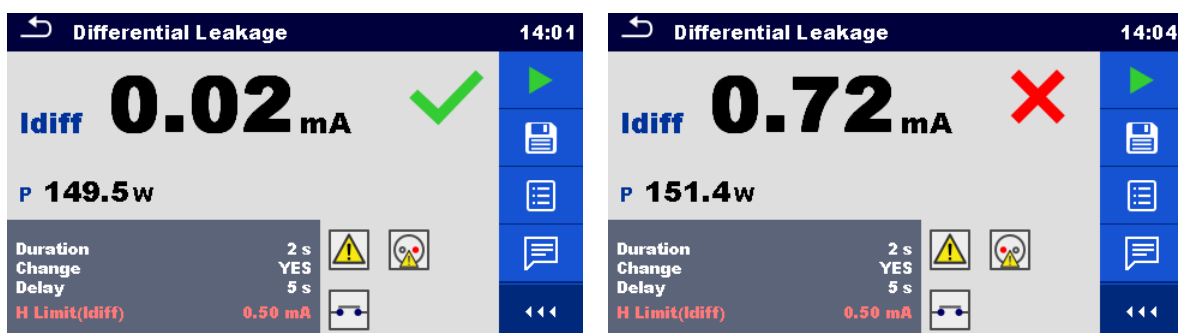 Differential Leakage 14:01
Idiff 0.02 mA
P 149.5W
Duration 2 s
Change YES
Delay 5 s
H Limit(Idiff) 0.50 mA
Differential Leakage 14:04
Idiff 0.72 mA
P 151.4W
Duration 2 s
Change YES
Delay 5 s
H Limit(Idiff) 0.50 mA